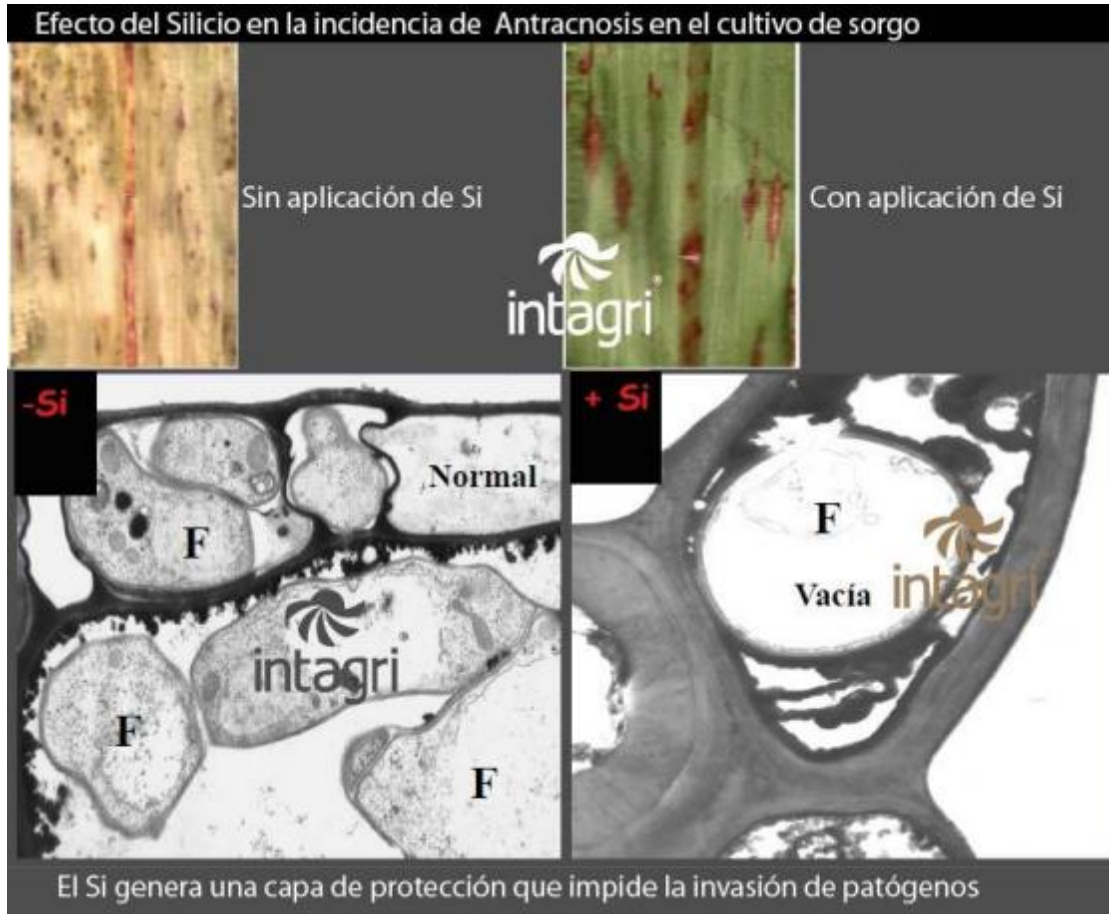 Efecto del Silicio en la incidencia de Antracnosis en el cultivo de sorgo
Sin aplicación de Si
Con aplicación de Si
intagri
-Si
+ Si
Normal
F
F
Vacía
intagri
intagri
F
F
El Si genera una capa de protección que impide la invasión de patógenos